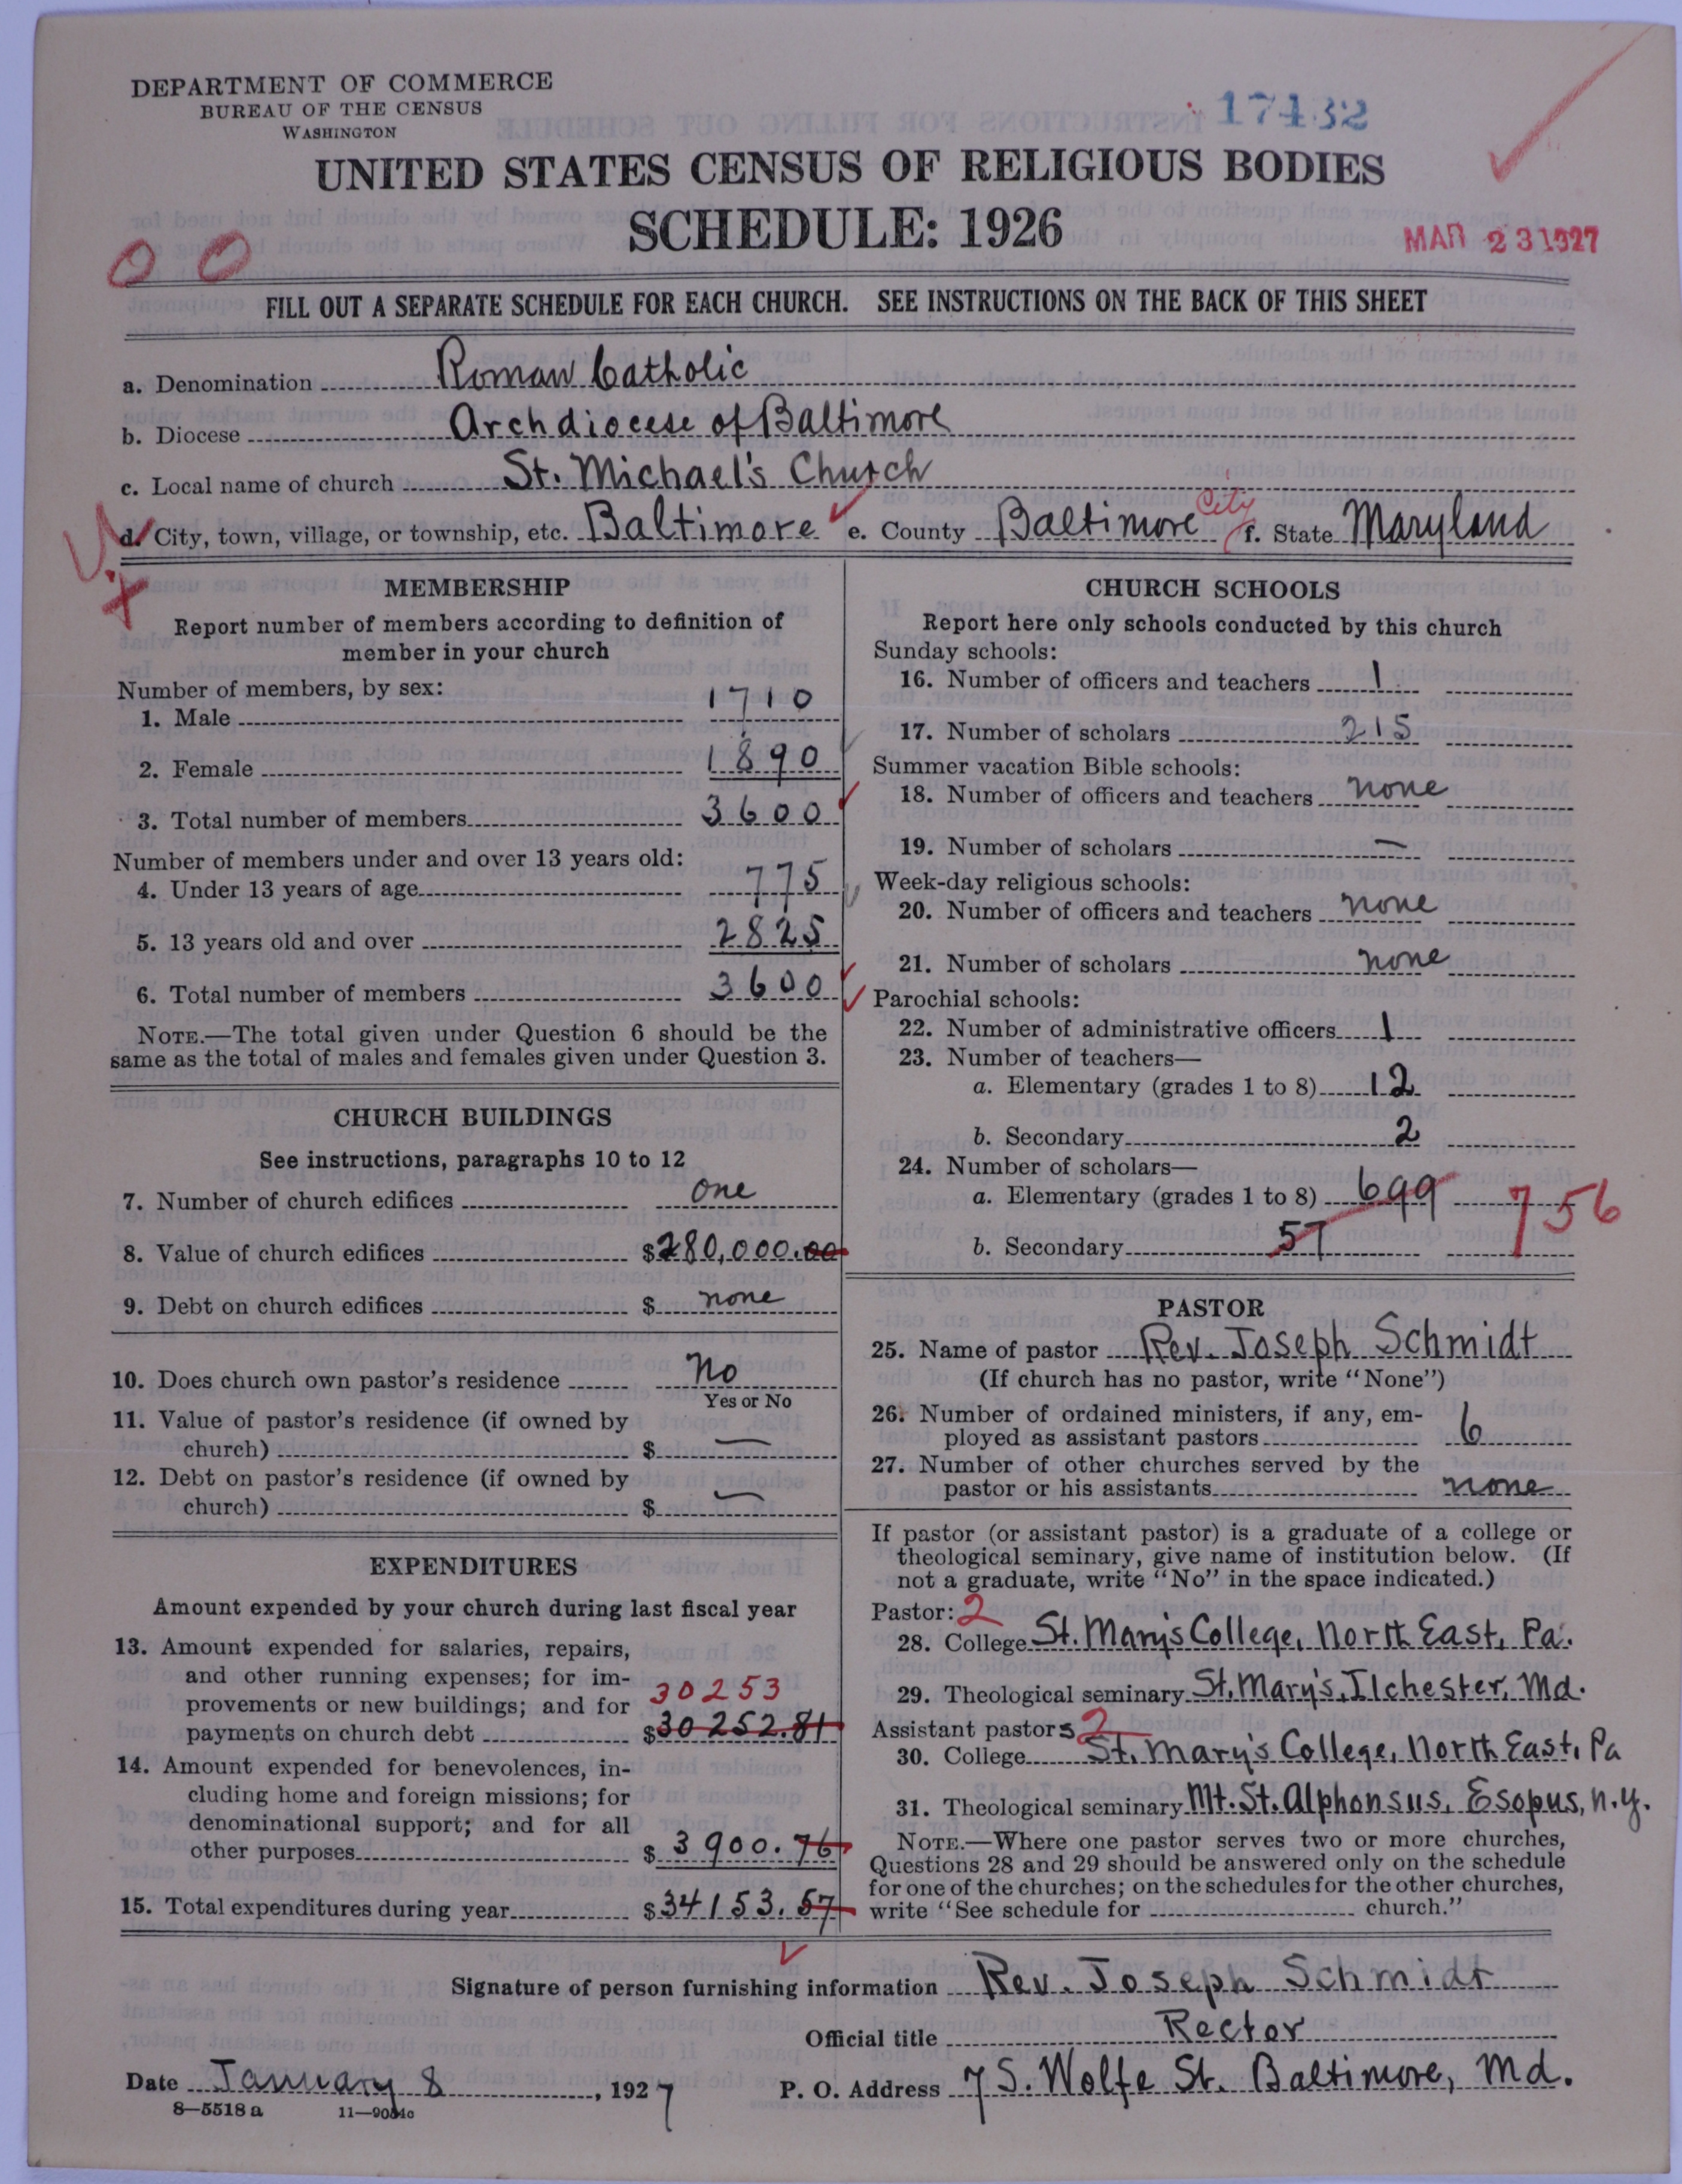 DEPARTMENT OF COMMERCE
BUREAU OF THE CENSUS
WASHINGTON
17432
UNITED STATES CENSUS OF RELIGIOUS BODIES
SCHEDULE: 1926
MAR 23 1927
0 0
FILL OUT A SEPARATE SCHEDULE FOR EACH CHURCH. SEE INSTRUCTIONS ON THE BACK OF THIS SHEET
a. Denomination Roman Catholic
b. Diocese Archdiocese of Baltimore
c. Local name of church St. Michael's Church
d. City, town, village, or township, etc. Baltimore e. County Baltimore City f. State Maryland
MEMBERSHIP
Report number of members according to definition of
member in your church
Number of members, by sex:
1. Male 1710
2. Female 1890
3. Total number of members 3600
Number of members under and over 13 years old:
4. Under 13 years of age 775
5. 13 years old and over 2825
6. Total number of members 3600
NOTE.—The total given under Question 6 should be the
same as the total of males and females given under Question 3.
CHURCH BUILDINGS
See instructions, paragraphs 10 to 12
7. Number of church edifices one
8. Value of church edifices $280,000.00
9. Debt on church edifices $ none
10. Does church own pastor's residence No
Yes or No
11. Value of pastor's residence (if owned by
church) $ —
12. Debt on pastor's residence (if owned by
church) $ —
EXPENDITURES
Amount expended by your church during last fiscal year
13. Amount expended for salaries, repairs,
and other running expenses; for im-
provements or new buildings; and for 30253
payments on church debt $30252.81
14. Amount expended for benevolences, in-
cluding home and foreign missions; for
denominational support; and for all
other purposes $ 3900.76
15. Total expenditures during year $34153.57
CHURCH SCHOOLS
Report here only schools conducted by this church
Sunday schools:
16. Number of officers and teachers 1
17. Number of scholars 215
Summer vacation Bible schools:
18. Number of officers and teachers none
19. Number of scholars —
Week-day religious schools:
20. Number of officers and teachers none
21. Number of scholars none
Parochial schools:
22. Number of administrative officers 1
23. Number of teachers—
a. Elementary (grades 1 to 8) 12
b. Secondary 2
24. Number of scholars—
a. Elementary (grades 1 to 8) 699 756
b. Secondary 57
PASTOR
25. Name of pastor Rev. Joseph Schmidt
(If church has no pastor, write "None")
26. Number of ordained ministers, if any, em-
ployed as assistant pastors 6
27. Number of other churches served by the
pastor or his assistants none
If pastor (or assistant pastor) is a graduate of a college or
theological seminary, give name of institution below. (If
not a graduate, write "No" in the space indicated.)
Pastor: 2
28. College St. Mary's College, North East, Pa.
29. Theological seminary St. Mary's, Ilchester, Md.
Assistant pastors 2
30. College St. Mary's College, North East, Pa
31. Theological seminary Mt. St. Alphonsus, Esopus, N.Y.
NOTE.—Where one pastor serves two or more churches,
Questions 28 and 29 should be answered only on the schedule
for one of the churches; on the schedules for the other churches,
write "See schedule for church."
Signature of person furnishing information Rev. Joseph Schmidt
Official title Rector
Date January 8, 1927 P. O. Address 7 S. Wolfe St. Baltimore, Md.
8—5518 a 11—9084c